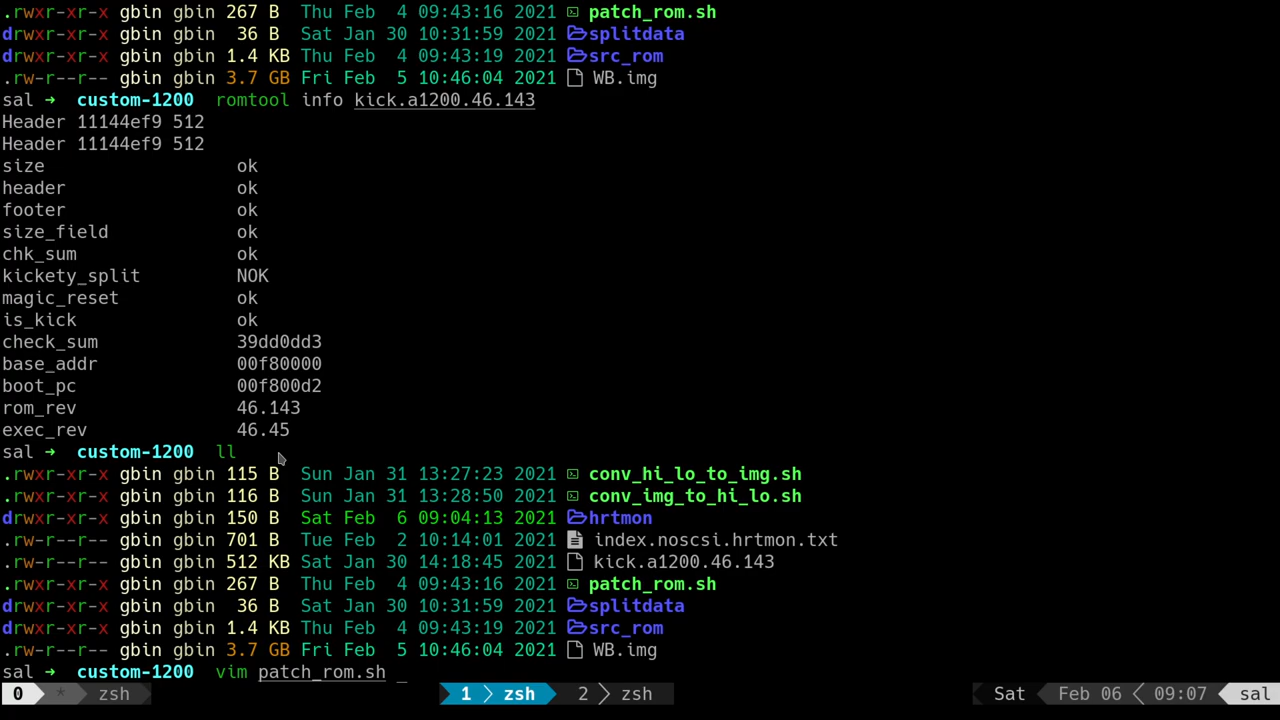 .rwxr-xr-x gbin gbin 267 B  Thu Feb  4 09:43:16 2021 patch_rom.sh
drwxr-xr-x gbin gbin  36 B  Sat Jan 30 10:31:59 2021 splitdata
drwxr-xr-x gbin gbin 1.4 KB Thu Feb  4 09:43:19 2021 src_rom
.rw-r--r-- gbin gbin 3.7 GB Fri Feb  5 10:46:04 2021 WB.img
sal → custom-1200 romtool info kick.a1200.46.143
Header 11144ef9 512
Header 11144ef9 512
size ok
header ok
footer ok
size_field ok
chk_sum ok
kickety_split NOK
magic_reset ok
is_kick ok
check_sum 39dd0dd3
base_addr 00f80000
boot_pc 00f800d2
rom_rev 46.143
exec_rev 46.45
sal → custom-1200 ll
.rwxr-xr-x gbin gbin 115 B  Sun Jan 31 13:27:23 2021 conv_hi_lo_to_img.sh
.rwxr-xr-x gbin gbin 116 B  Sun Jan 31 13:28:50 2021 conv_img_to_hi_lo.sh
drwxr-xr-x gbin gbin 150 B  Sat Feb  6 09:04:13 2021 hrtmon
.rw-r--r-- gbin gbin 701 B  Tue Feb  2 10:14:01 2021 index.noscsi.hrtmon.txt
.rw-r--r-- gbin gbin 512 KB Sat Jan 30 14:18:45 2021 kick.a1200.46.143
.rwxr-xr-x gbin gbin 267 B  Thu Feb  4 09:43:16 2021 patch_rom.sh
drwxr-xr-x gbin gbin  36 B  Sat Jan 30 10:31:59 2021 splitdata
drwxr-xr-x gbin gbin 1.4 KB Thu Feb  4 09:43:19 2021 src_rom
.rw-r--r-- gbin gbin 3.7 GB Fri Feb  5 10:46:04 2021 WB.img
sal → custom-1200 vim patch_rom.sh _
0 * zsh 1 zsh 2 zsh Sat Feb 06 09:07 sal